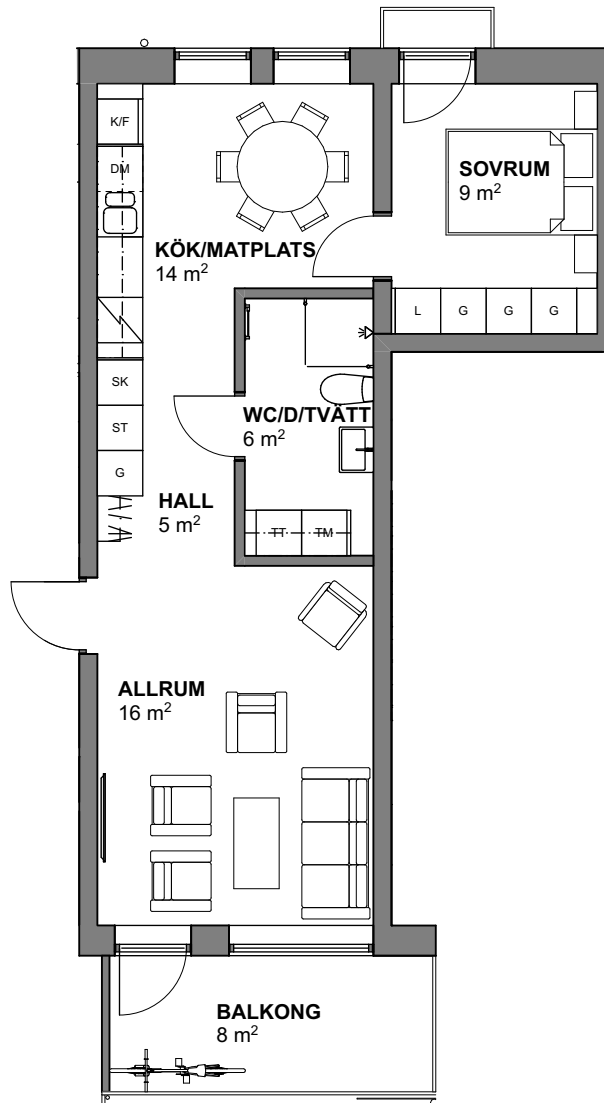 K/F
DM
SOVRUM
9 m²
KÖK/MATPLATS
14 m²
L G G G
SK
WC/D/TVÄTT
6 m²
ST
G
HALL
5 m²
TT TM
ALLRUM
16 m²
BALKONG
8 m²